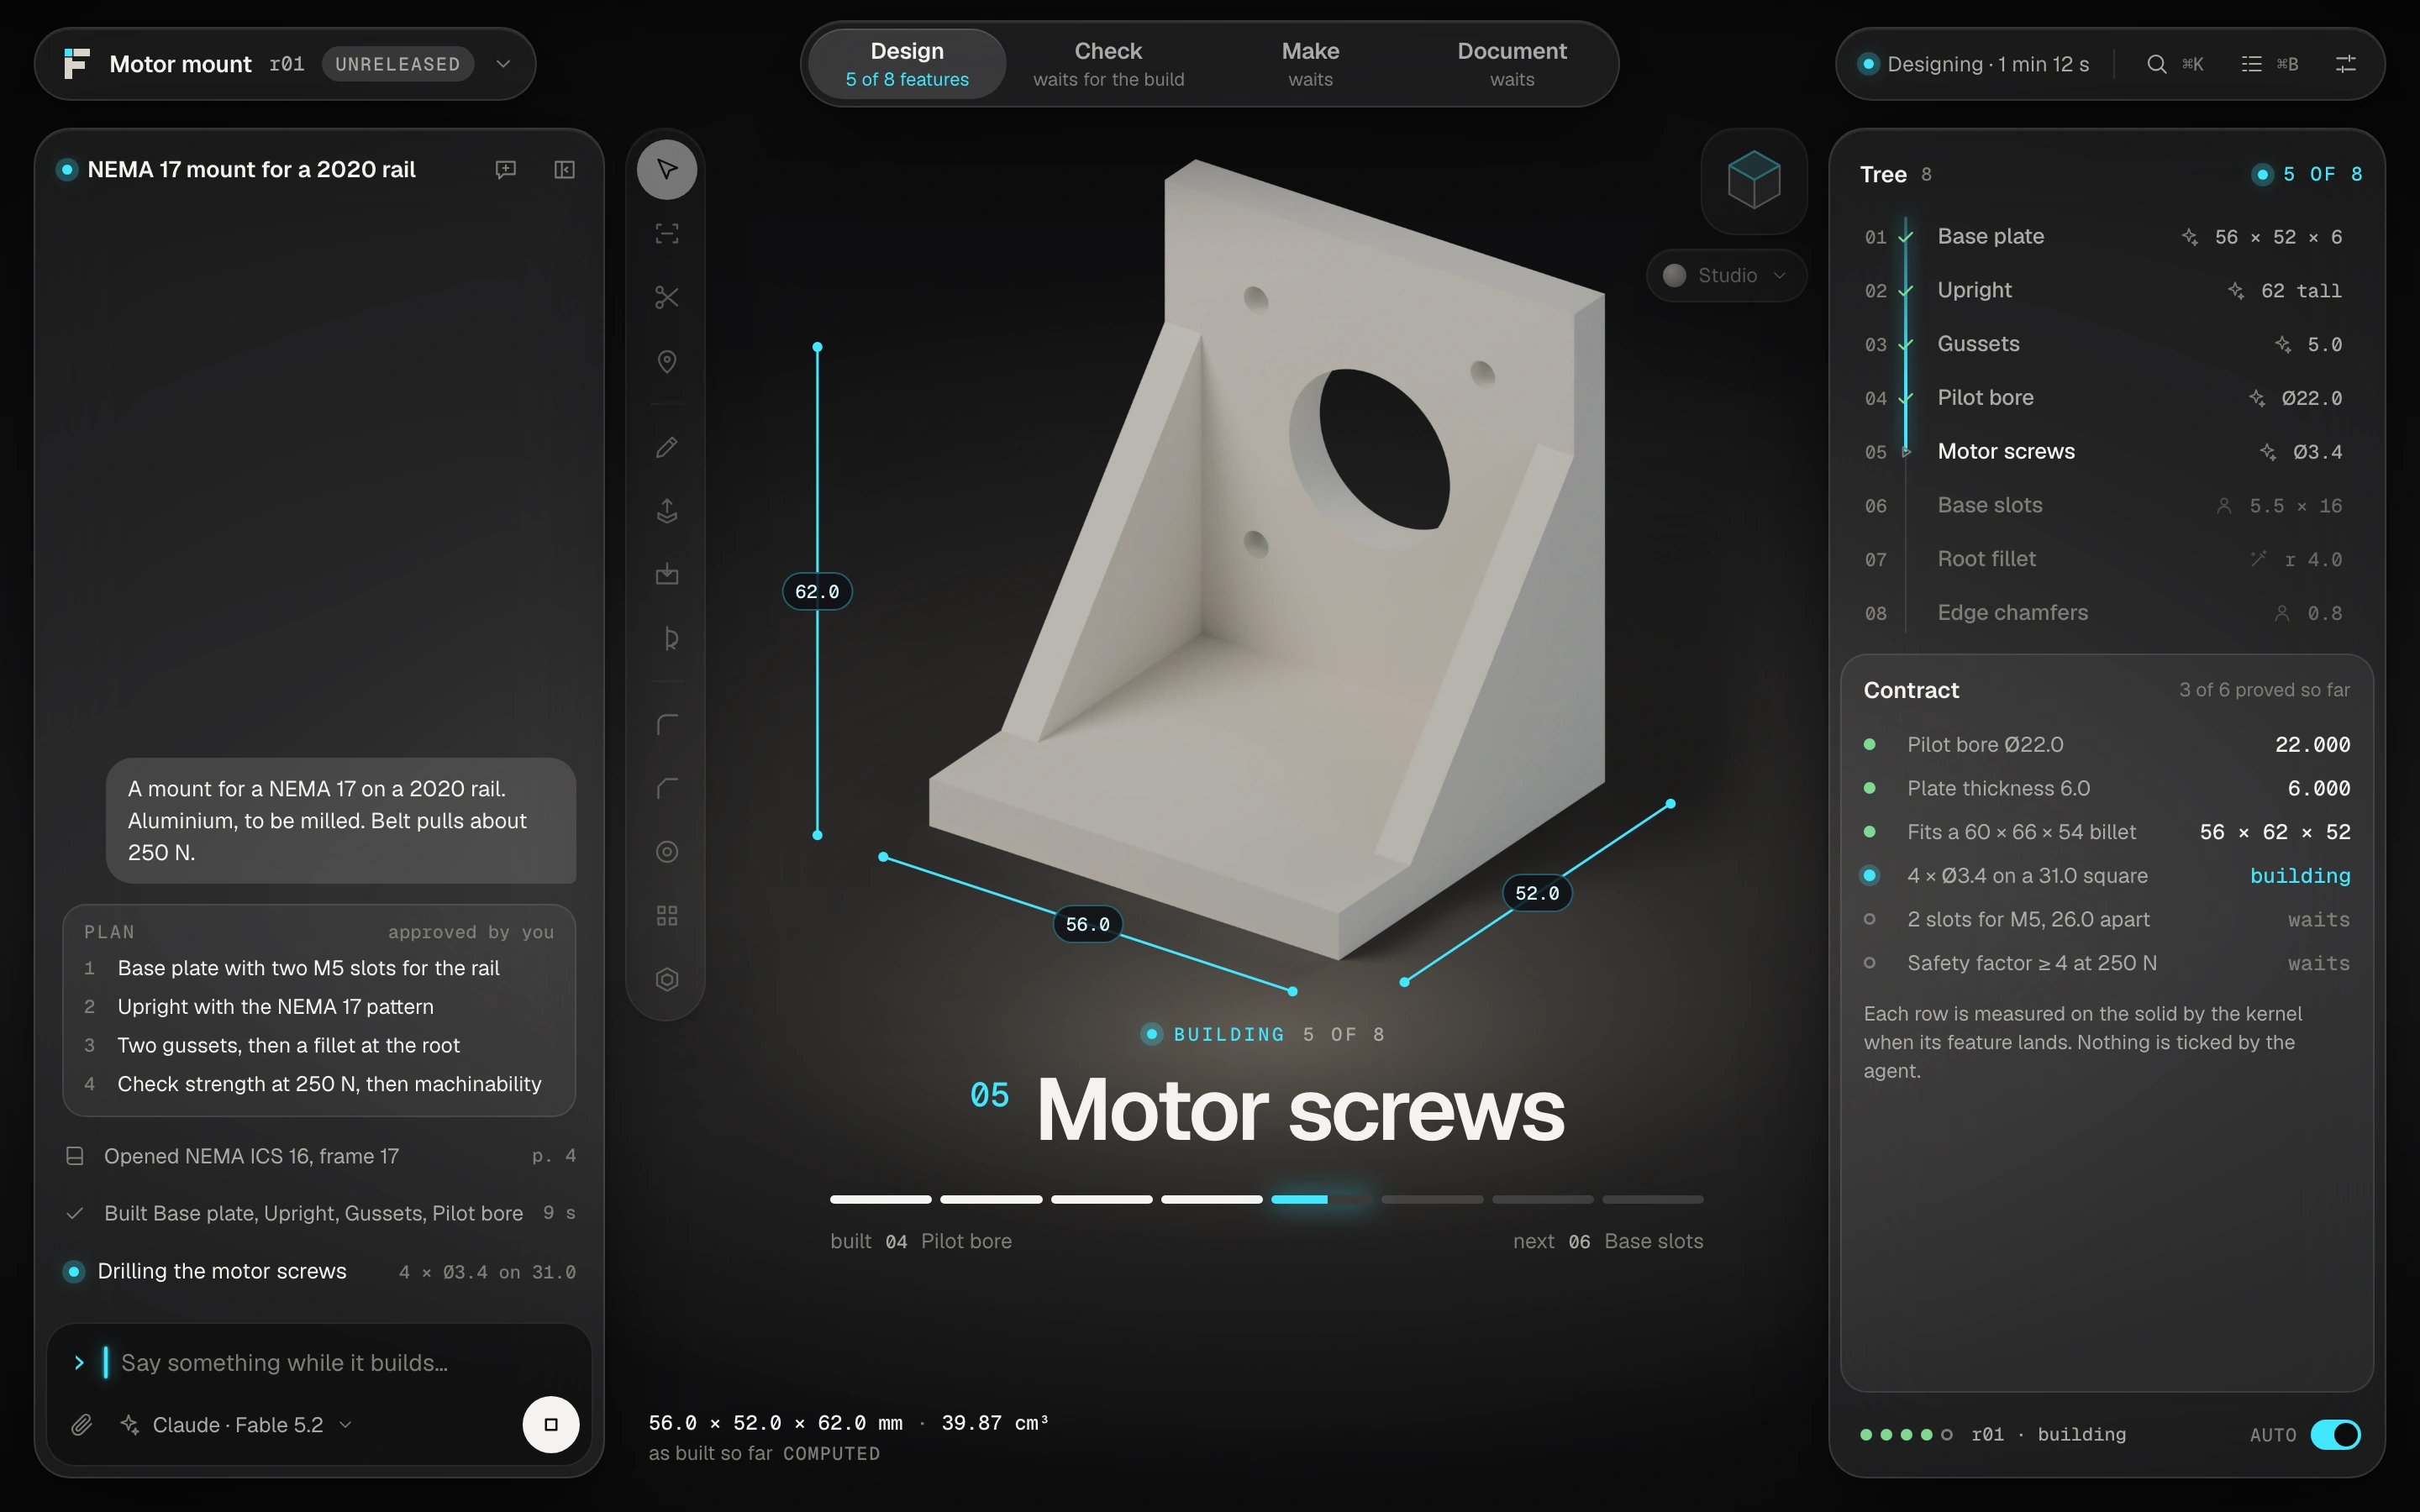 Motor mount r01 UNRELEASED
Design
5 of 8 features
Check
waits for the build
Make
waits
Document
waits
Designing · 1 min 12 s
⌘K
⌘B
NEMA 17 mount for a 2020 rail
A mount for a NEMA 17 on a 2020 rail.
Aluminium, to be milled. Belt pulls about
250 N.
PLAN approved by you
1 Base plate with two M5 slots for the rail
2 Upright with the NEMA 17 pattern
3 Two gussets, then a fillet at the root
4 Check strength at 250 N, then machinability
Opened NEMA ICS 16, frame 17 p. 4
Built Base plate, Upright, Gussets, Pilot bore 9 s
Drilling the motor screws 4 × Ø3.4 on 31.0
Say something while it builds…
Claude · Fable 5.2
Studio
62.0
56.0
52.0
BUILDING 5 OF 8
05 Motor screws
built 04 Pilot bore
next 06 Base slots
56.0 × 52.0 × 62.0 mm · 39.87 cm³
as built so far COMPUTED
Tree 8
5 OF 8
01 Base plate 56 × 52 × 6
02 Upright 62 tall
03 Gussets 5.0
04 Pilot bore Ø22.0
05 Motor screws Ø3.4
06 Base slots 5.5 × 16
07 Root fillet r 4.0
08 Edge chamfers 0.8
Contract 3 of 6 proved so far
Pilot bore Ø22.0 22.000
Plate thickness 6.0 6.000
Fits a 60 × 66 × 54 billet 56 × 62 × 52
4 × Ø3.4 on a 31.0 square building
2 slots for M5, 26.0 apart waits
Safety factor ≥ 4 at 250 N waits
Each row is measured on the solid by the kernel
when its feature lands. Nothing is ticked by the
agent.
r01 · building
AUTO